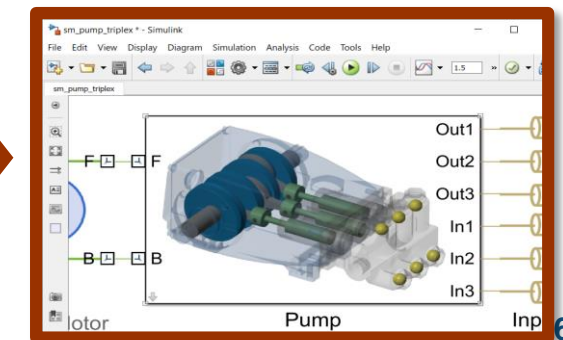 sm_pump_triplex * - Simulink
File Edit View Display Diagram Simulation Analysis Code Tools Help
1.5 »
sm_pump_triplex
Out1
F F Out2
Out3
In1
B B In2
In3
lotor Pump Inp
6